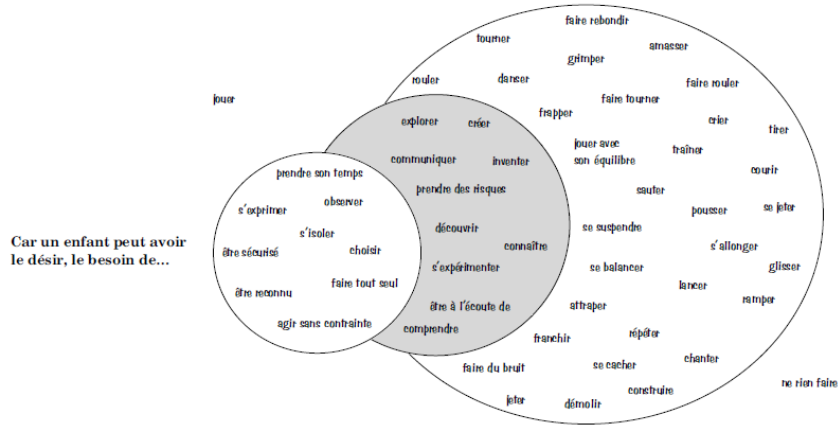 faire rebondir
tourner
amasser
grimper
rouler
danser
faire rouler
jouer
faire tourner
frapper
explorer
créer
crier
tirer
jouer avec
son équilibre
traîner
communiquer
inventer
courir
prendre son temps
prendre des risques
sauter
observer
s'exprimer
pousser
se jeter
découvrir
se suspendre
s'isoler
connaître
s'allonger
Car un enfant peut avoir
le désir, le besoin de...
être sécurisé
choisir
s'expérimenter
se balancer
glisser
faire tout seul
lancer
être reconnu
ramper
être à l'écoute de
attraper
agir sans contrainte
comprendre
répéter
franchir
chanter
faire du bruit
se cacher
ne rien faire
construire
jeter
démolir